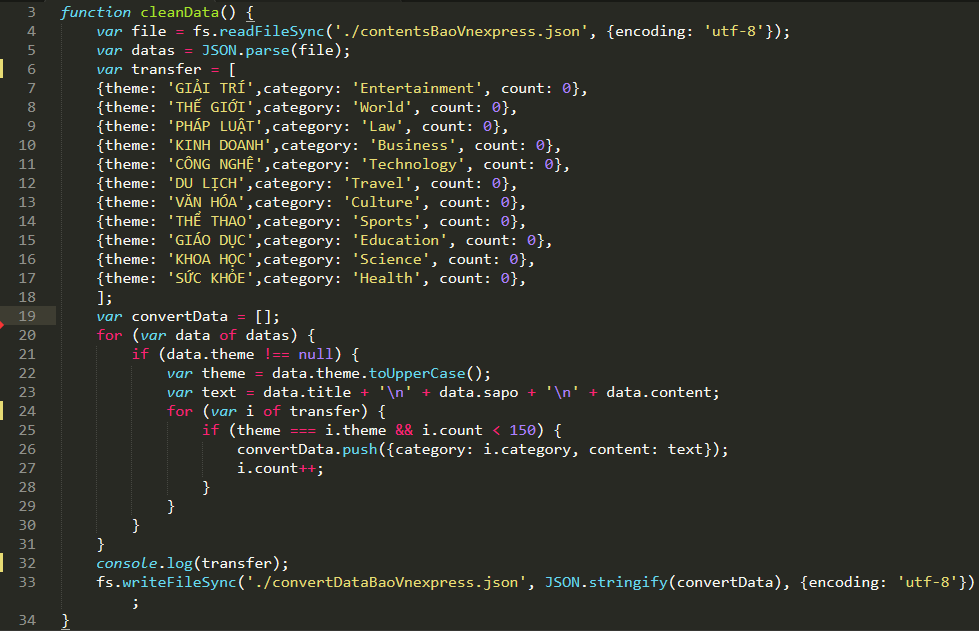 3 function cleanData() {
4 var file = fs.readFileSync('./contentsBaoVnexpress.json', {encoding: 'utf-8'});
5 var datas = JSON.parse(file);
6 var transfer = [
7 {theme: 'GIẢI TRÍ',category: 'Entertainment', count: 0},
8 {theme: 'THẾ GIỚI',category: 'World', count: 0},
9 {theme: 'PHÁP LUẬT',category: 'Law', count: 0},
10 {theme: 'KINH DOANH',category: 'Business', count: 0},
11 {theme: 'CÔNG NGHỆ',category: 'Technology', count: 0},
12 {theme: 'DU LỊCH',category: 'Travel', count: 0},
13 {theme: 'VĂN HÓA',category: 'Culture', count: 0},
14 {theme: 'THỂ THAO',category: 'Sports', count: 0},
15 {theme: 'GIÁO DỤC',category: 'Education', count: 0},
16 {theme: 'KHOA HỌC',category: 'Science', count: 0},
17 {theme: 'SỨC KHỎE',category: 'Health', count: 0},
18 ];
19 var convertData = [];
20 for (var data of datas) {
21 if (data.theme !== null) {
22 var theme = data.theme.toUpperCase();
23 var text = data.title + '\n' + data.sapo + '\n' + data.content;
24 for (var i of transfer) {
25 if (theme === i.theme && i.count < 150) {
26 convertData.push({category: i.category, content: text});
27 i.count++;
28 }
29 }
30 }
31 }
32 console.log(transfer);
33 fs.writeFileSync('./convertDataBaoVnexpress.json', JSON.stringify(convertData), {encoding: 'utf-8'})
;
34 }